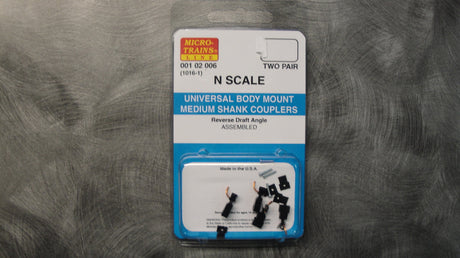 MICRO-
TRAINS®
LINE
001 02 006
(1016-1)
TWO PAIR
N SCALE
UNIVERSAL BODY MOUNT
MEDIUM SHANK COUPLERS
Reverse Draft Angle
ASSEMBLED
Made in the U.S.A.